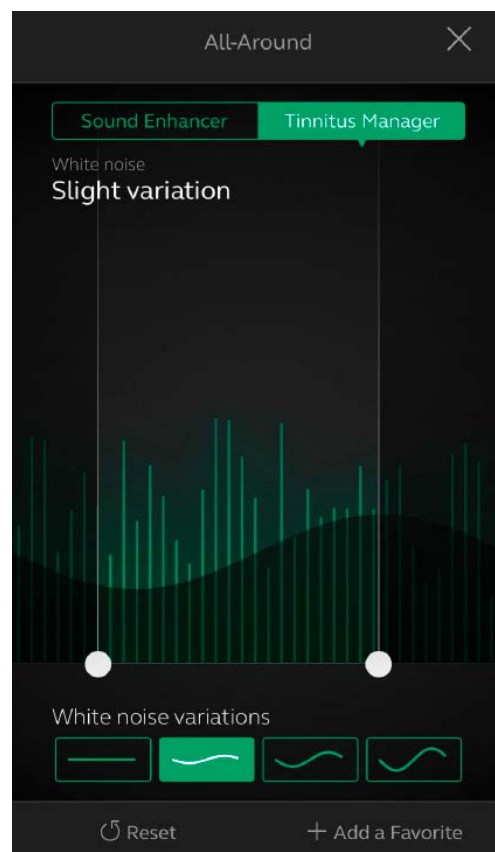 All-Around
Sound Enhancer Tinnitus Manager
White noise
Slight variation
White noise variations
Reset + Add a Favorite